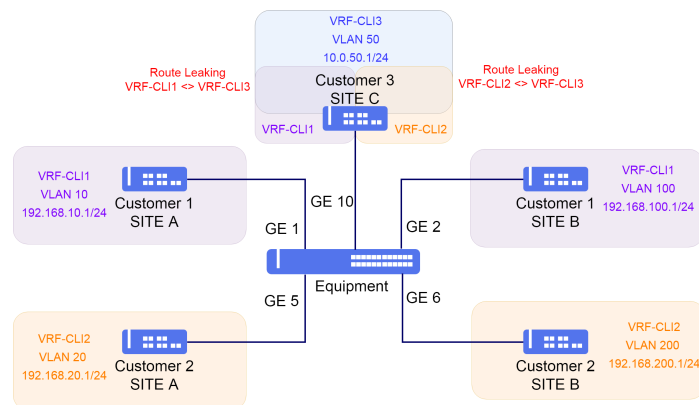 VRF-CLI3
VLAN 50
10.0.50.1/24
Route Leaking
VRF-CLI1 <> VRF-CLI3
Route Leaking
VRF-CLI2 <> VRF-CLI3
Customer 3
SITE C
VRF-CLI1
VRF-CLI2
VRF-CLI1
VLAN 10
192.168.10.1/24
Customer 1
SITE A
GE 10
GE 1
GE 2
Customer 1
SITE B
VRF-CLI1
VLAN 100
192.168.100.1/24
Equipment
GE 5
GE 6
VRF-CLI2
VLAN 20
192.168.20.1/24
Customer 2
SITE A
Customer 2
SITE B
VRF-CLI2
VLAN 200
192.168.200.1/24